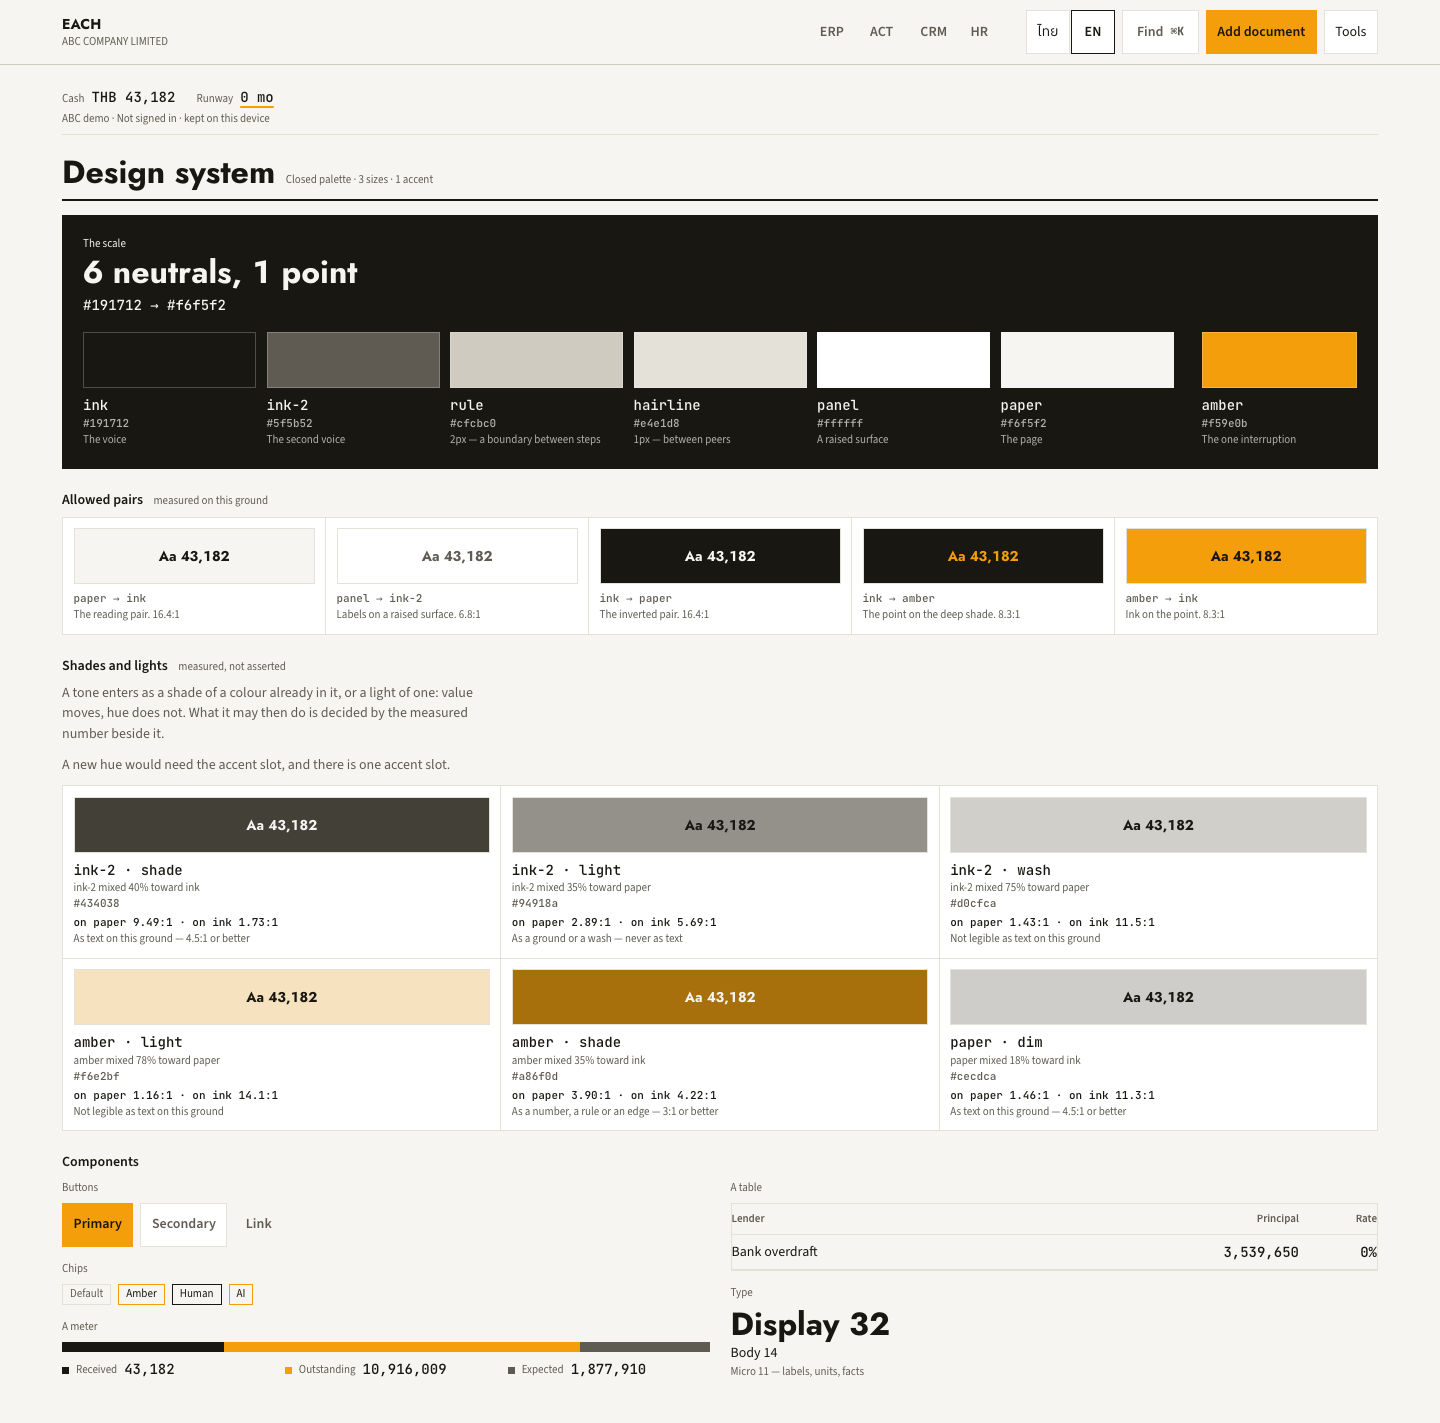 EACH
ABC COMPANY LIMITED
ERP ACT CRM HR ไทย EN Find ⌘K Add document Tools
Cash THB 43,182 Runway 0 mo
ABC demo · Not signed in · kept on this device
Design system Closed palette · 3 sizes · 1 accent
The scale
6 neutrals, 1 point
#191712 → #f6f5f2
ink ink-2 rule hairline panel paper amber
#191712 #5f5b52 #cfcbc0 #e4e1d8 #ffffff #f6f5f2 #f59e0b
The voice The second voice 2px — a boundary between steps 1px — between peers A raised surface The page The one interruption
Allowed pairs measured on this ground
Aa 43,182 Aa 43,182 Aa 43,182 Aa 43,182 Aa 43,182
paper → ink panel → ink-2 ink → paper ink → amber amber → ink
The reading pair. 16.4:1 Labels on a raised surface. 6.8:1 The inverted pair. 16.4:1 The point on the deep shade. 8.3:1 Ink on the point. 8.3:1
Shades and lights measured, not asserted
A tone enters as a shade of a colour already in it, or a light of one: value
moves, hue does not. What it may then do is decided by the measured
number beside it.
A new hue would need the accent slot, and there is one accent slot.
Aa 43,182 Aa 43,182 Aa 43,182
ink-2 · shade ink-2 · light ink-2 · wash
ink-2 mixed 40% toward ink ink-2 mixed 35% toward paper ink-2 mixed 75% toward paper
#434038 #94918a #d0cfca
on paper 9.49:1 · on ink 1.73:1 on paper 2.89:1 · on ink 5.69:1 on paper 1.43:1 · on ink 11.5:1
As text on this ground — 4.5:1 or better As a ground or a wash — never as text Not legible as text on this ground
Aa 43,182 Aa 43,182 Aa 43,182
amber · light amber · shade paper · dim
amber mixed 78% toward paper amber mixed 35% toward ink paper mixed 18% toward ink
#f6e2bf #a86f0d #cecdca
on paper 1.16:1 · on ink 14.1:1 on paper 3.90:1 · on ink 4.22:1 on paper 1.46:1 · on ink 11.3:1
Not legible as text on this ground As a number, a rule or an edge — 3:1 or better As text on this ground — 4.5:1 or better
Components
Buttons
Primary Secondary Link
Chips
Default Amber Human AI
A meter
Received 43,182 Outstanding 10,916,009 Expected 1,877,910
A table
Lender Principal Rate
Bank overdraft 3,539,650 0%
Type
Display 32
Body 14
Micro 11 — labels, units, facts